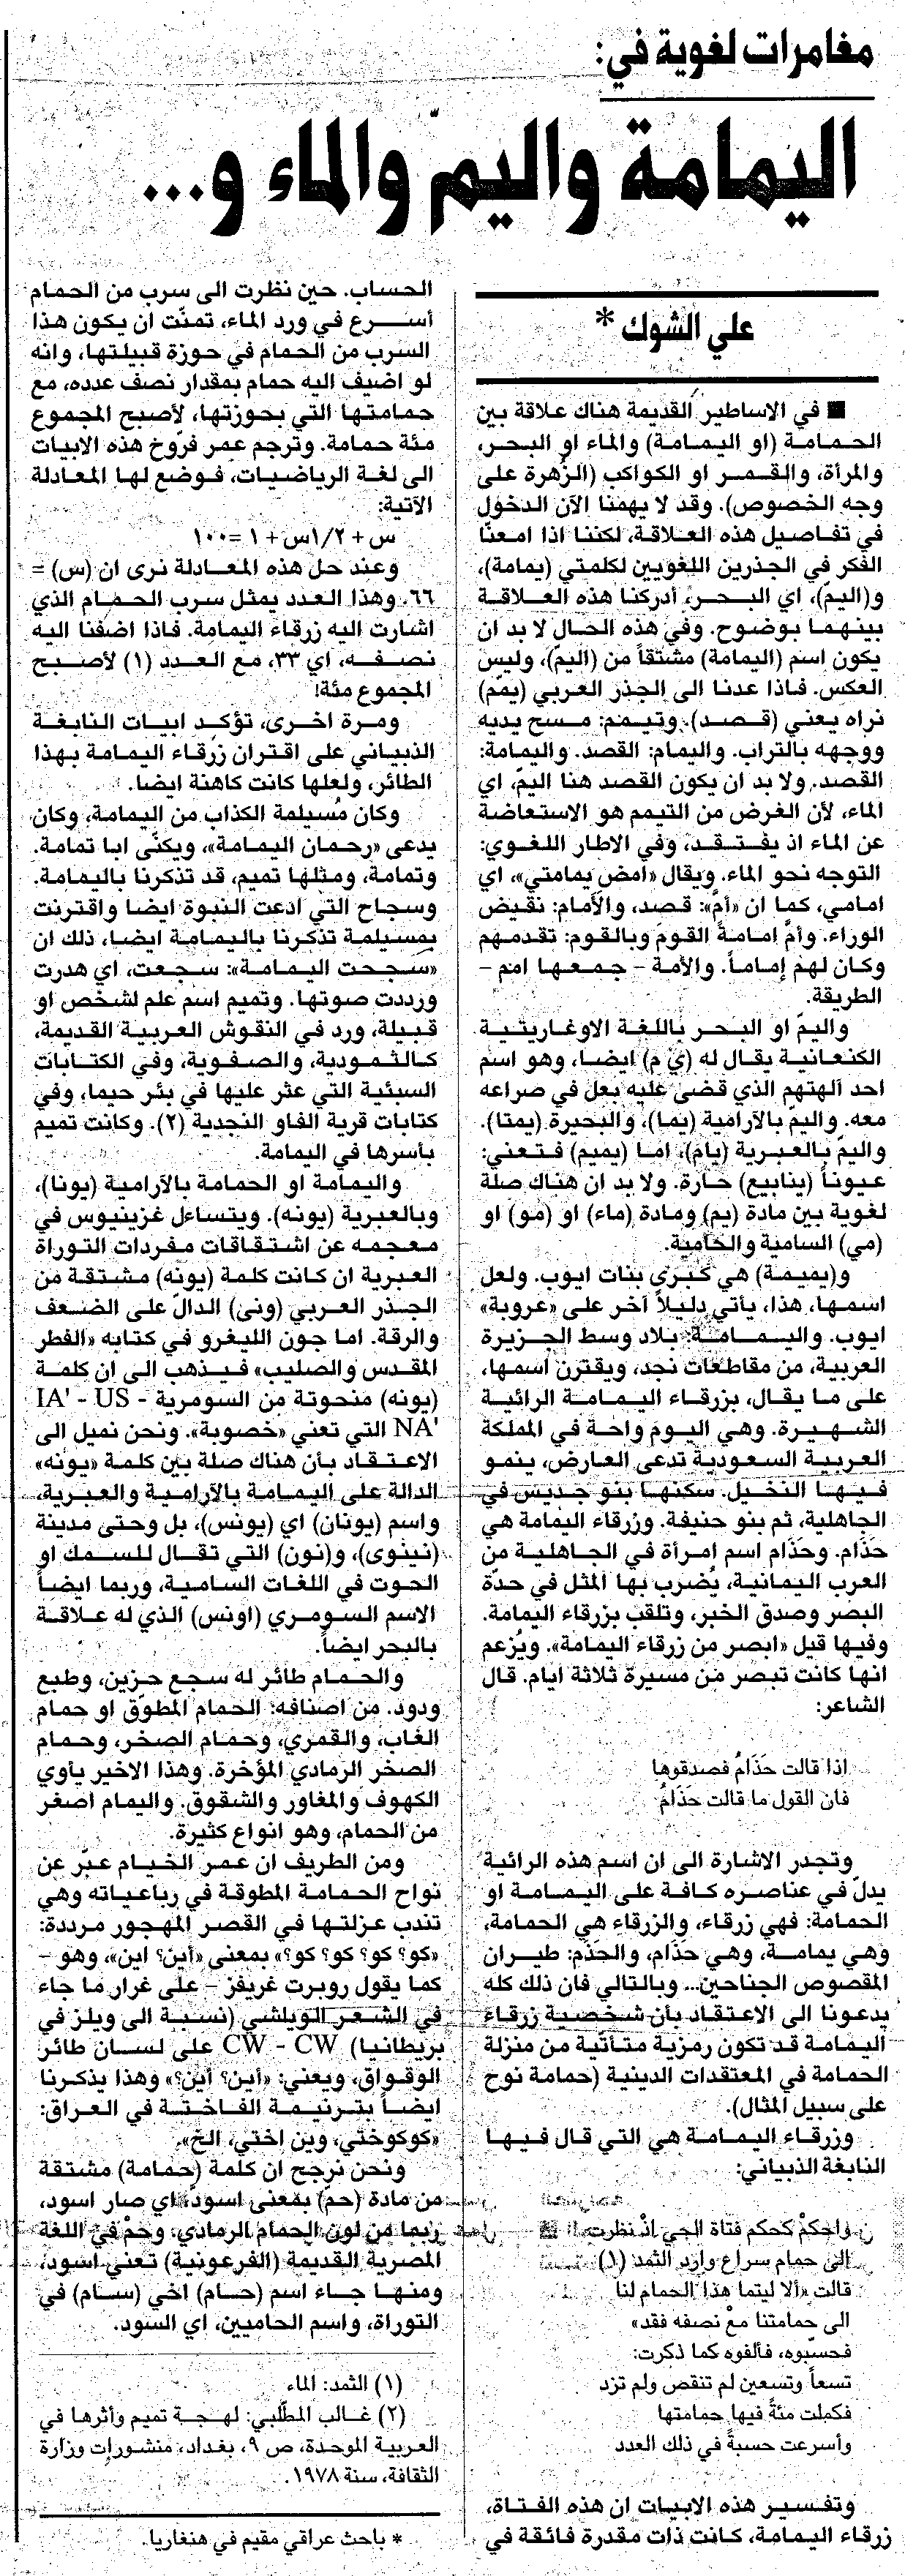 مغامرات لغوية في:
اليمامة واليمّ والماء و...
علي الشوك *
■ في الاساطير القديمة هناك علاقة بين
الحمامة (او اليمامة) والماء او البحر،
والمرأة، والقمر او الكواكب (الزُهرة على
وجه الخصوص). وقد لا يهمنا الآن الدخول
في تفاصيل هذه العلاقة، لكننا اذا امعنّا
الفكر في الجذرين اللغويين لكلمتي (يمامة)،
و(اليمّ)، اي البحر، أدركنا هذه العلاقة
بينهما بوضوح. وفي هذه الحال لا بد ان
يكون اسم (اليمامة) مشتقاً من (اليمّ)، وليس
العكس. فاذا عدنا الى الجذر العربي (يمّم)
نراه يعني (قصد). وتيمم: مسح يديه
ووجهه بالتراب. واليمام: القصد. واليمامة:
القصد. ولا بد ان يكون القصد هنا اليمّ، اي
الماء، لأن الغرض من التيمم هو الاستعاضة
عن الماء اذ يفتقد، وفي الاطار اللغوي:
التوجه نحو الماء. ويقال «امض يمامتي»، اي
امامي، كما ان «أمّ»: قصد، والأمام: نقيض
الوراء. وأمّ إمامةً القوم وبالقوم: تقدمهم
وكان لهم إماماً. والأمة - جمعها امم -
الطريقة.
واليمّ او البحر باللغة الاوغاريتية
الكنعانية يقال له (يَ م) ايضا، وهو اسم
احد آلهتهم الذي قضى عليه بعل في صراعه
معه. واليمّ بالآرامية (يما)، والبحيرة (يمتا).
واليمّ بالعبرية (يام)، اما (يميم) فتعني:
عيوناً (ينابيع) حارة. ولا بد ان هناك صلة
لغوية بين مادة (يم) ومادة (ماء) او (مو) او
(مي) السامية والحامية.
و(يميمة) هي كبرى بنات ايوب. ولعل
اسمها، هذا، يأتي دليلاً آخر على «عروبة»
ايوب. واليمامة: بلاد وسط الجزيرة
العربية، من مقاطعات نجد، ويقترن اسمها،
على ما يقال، بزرقاء اليمامة الرائية
الشهيرة. وهي اليوم واحة في المملكة
العربية السعودية تدعى العارض، ينمو
فيها النخيل. سكنها بنو جديس في
الجاهلية، ثم بنو حنيفة. وزرقاء اليمامة هي
حَذَام. وحَذَام اسم امرأة في الجاهلية من
العرب اليمانية، يُضرب بها المثل في حدّة
البصر وصدق الخبر، وتلقب بزرقاء اليمامة.
وفيها قيل «ابصر من زرقاء اليمامة». ويُزعم
انها كانت تبصر من مسيرة ثلاثة ايام. قال
الشاعر:
اذا قالت حَذَامُ فصدقوها
فان القول ما قالت حَذَامُ
وتجدر الاشارة الى ان اسم هذه الرائية
يدلّ في عناصره كافة على اليمامة او
الحمامة: فهي زرقاء، والزرقاء هي الحمامة،
وهي يمامة، وهي حَذَام، والحَذْم: طيران
المقصوص الجناحين... وبالتالي فان ذلك كله
يدعونا الى الاعتقاد بأن شخصية زرقاء
اليمامة قد تكون رمزية متأتية من منزلة
الحمامة في المعتقدات الدينية (حمامة نوح
على سبيل المثال).
وزرقاء اليمامة هي التي قال فيها
النابغة الذبياني:
واحكمْ كحكم فتاة الحي اذْ نظرت
الى حمام سراع وارد الثمد (١)
قالت «ألا ليتما هذا الحمام لنا
الى حمامتنا معْ نصفه فقد»
فحسّبوه، فألفوه كما ذكرت:
تسعاً وتسعين لم تنقص ولم تزد
فكملت مئةً فيها حمامتها
وأسرعت حسبةً في ذلك العدد
وتفسير هذه الابيات ان هذه الفتاة،
زرقاء اليمامة، كانت ذات مقدرة فائقة في
الحساب. حين نظرت الى سرب من الحمام
أسرع في ورد الماء، تمنّت ان يكون هذا
السرب من الحمام في حوزة قبيلتها، وانه
لو اضيف اليه حمام بمقدار نصف عدده، مع
حمامتها التي بحوزتها، لأصبح المجموع
مئة حمامة. وترجم عمر فروخ هذه الابيات
الى لغة الرياضيات، فوضع لها المعادلة
الآتية:
س + ١/٢س + ١ = ١٠٠
وعند حل هذه المعادلة نرى ان (س) =
٦٦. وهذا العدد يمثل سرب الحمام الذي
اشارت اليه زرقاء اليمامة. فاذا اضفنا اليه
نصفه، اي ٣٣، مع العدد (١) لأصبح
المجموع مئة!
ومرة اخرى، تؤكد ابيات النابغة
الذبياني على اقتران زرقاء اليمامة بهذا
الطائر، ولعلها كانت كاهنة ايضا.
وكان مُسيلمة الكذاب من اليمامة، وكان
يدعى «رحمان اليمامة»، ويكنّى ابا ثمامة.
وثمامة، ومثلها تميم، قد تذكرنا باليمامة.
وسجاح التي ادعت النبوة ايضا واقترنت
بمسيلمة تذكرنا باليمامة ايضا، ذلك ان
«سَجحت اليمامة»: سجعت، اي هدرت
ورددت صوتها. وتميم اسم علم لشخص او
قبيلة، ورد في النقوش العربية القديمة،
كالثمودية، والصفوية، وفي الكتابات
السبئية التي عثر عليها في بئر حيما، وفي
كتابات قرية الفاو النجدية (٢). وكانت تميم
بأسرها في اليمامة.
واليمامة او الحمامة بالآرامية (يونا)،
وبالعبرية (يونه). ويتساءل غزينيوس في
معجمه عن اشتقاقات مفردات التوراة
العبرية ان كانت كلمة (يونه) مشتقة من
الجذر العربي (ونى) الدالّ على الضعف
والرقة. اما جون الليغرو في كتابه «الفطر
المقدس والصليب» فيذهب الى ان كلمة
(يونه) منحوتة من السومرية IA' - US -
NA' التي تعني «خصوبة». ونحن نميل الى
الاعتقاد بأن هناك صلة بين كلمة «يونه»
الدالة على اليمامة بالآرامية والعبرية،
واسم (يونان) اي (يونس)، بل وحتى مدينة
(نينوى)، و(نون) التي تقال للسمك او
الحوت في اللغات السامية، وربما ايضاً
الاسم السومري (اونس) الذي له علاقة
بالبحر ايضاً.
والحمام طائر له سجع حزين، وطبع
ودود. من اصنافه: الحمام المطوق او حمام
الغاب، والقمري، وحمام الصخر، وحمام
الصخر الرمادي المؤخرة. وهذا الاخير يأوي
الكهوف والمغاور والشقوق. واليمام اصغر
من الحمام، وهو انواع كثيرة.
ومن الطريف ان عمر الخيام عبّر عن
نواح الحمامة المطوقة في رباعياته وهي
تندب عزلتها في القصر المهجور مرددة:
«كو؟ كو؟ كو؟ كو؟» بمعنى «أين؟ اين»، وهو -
كما يقول روبرت غريفز - على غرار ما جاء
في الشعر الويلشي (نسبة الى ويلز في
بريطانيا) CW - CW على لسان طائر
الوقواق، ويعني: «أين؟ أين؟» وهذا يذكرنا
ايضاً بترنيمة الفاختة في العراق:
«كوكوختي، وين اختي، الخ».
ونحن نرجح ان كلمة (حمامة) مشتقة
من مادة (حم) بمعنى اسود، اي صار اسود،
ربما من لون الحمام الرمادي. وحَمْ في اللغة
المصرية القديمة (الفرعونية) تعني اسود،
ومنها جاء اسم (حام) اخي (سام) في
التوراة، واسم الحاميين، اي السود.
(١) الثمد: الماء
(٢) غالب المطّلبي: لهجة تميم وأثرها في
العربية الموحدة، ص ٩، بغداد، منشورات وزارة
الثقافة، سنة ١٩٧٨.
* باحث عراقي مقيم في هنغاريا.